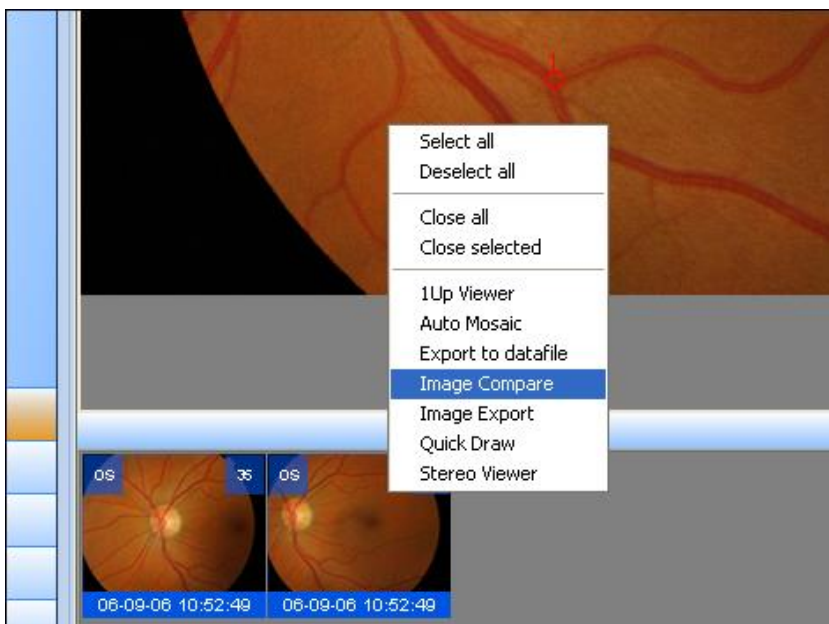 1
Select all
Deselect all
Close all
Close selected
1Up Viewer
Auto Mosaic
Export to datafile
Image Compare
Image Export
Quick Draw
Stereo Viewer
OS 35 OS
06-09-06 10:52:49 06-09-06 10:52:49